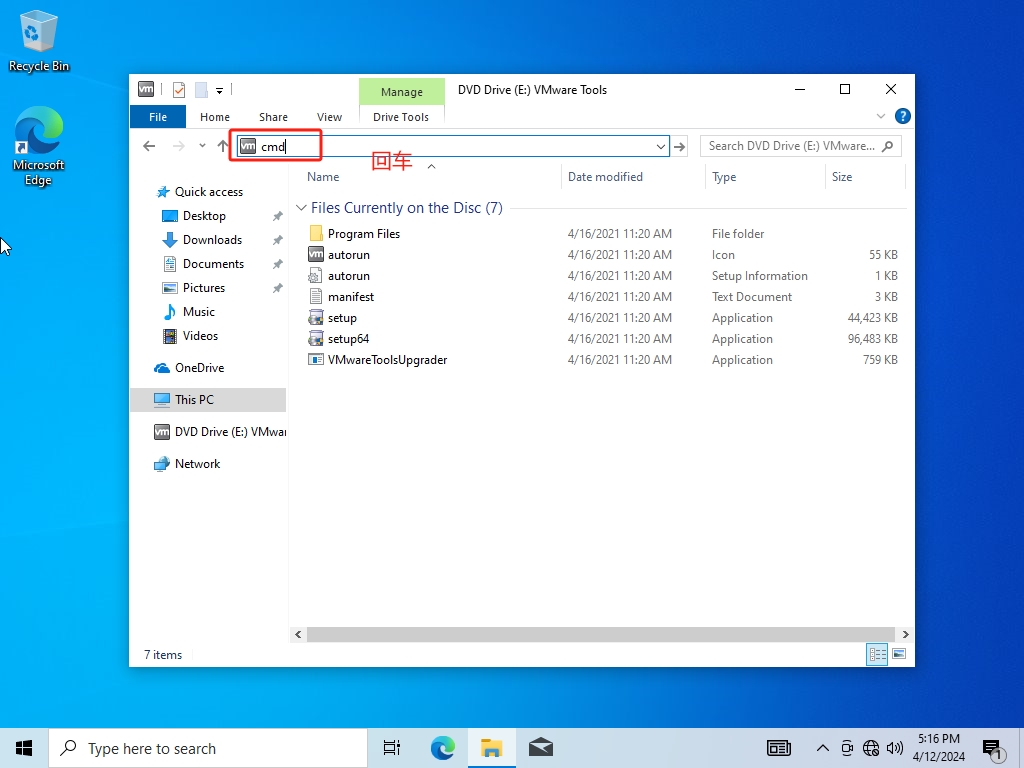 Recycle Bin
Microsoft
Edge
vm
Manage
DVD Drive (E:) VMware Tools
File
Home
Share
View
Drive Tools
?
vm
cmd
Search DVD Drive (E:) VMware...
回车
Name
Date modified
Type
Size
Quick access
Desktop
Downloads
Documents
Pictures
Music
Videos
OneDrive
This PC
vm
DVD Drive (E:) VMwar
Network
Files Currently on the Disc (7)
Program Files 4/16/2021 11:20 AM File folder
vm autorun 4/16/2021 11:20 AM Icon 55 KB
autorun 4/16/2021 11:20 AM Setup Information 1 KB
manifest 4/16/2021 11:20 AM Text Document 3 KB
setup 4/16/2021 11:20 AM Application 44,423 KB
setup64 4/16/2021 11:20 AM Application 96,483 KB
VMwareToolsUpgrader 4/16/2021 11:20 AM Application 759 KB
7 items
Type here to search
5:16 PM
4/12/2024
1